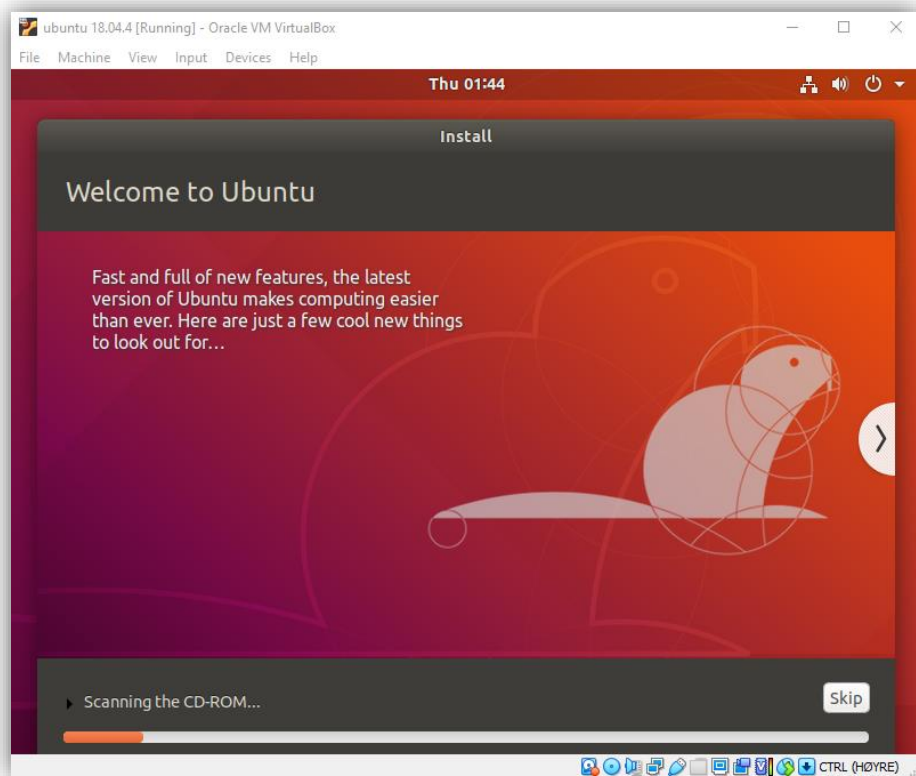 ubuntu 18.04.4 [Running] - Oracle VM VirtualBox
File Machine View Input Devices Help
Thu 01:44
Install
Welcome to Ubuntu
Fast and full of new features, the latest
version of Ubuntu makes computing easier
than ever. Here are just a few cool new things
to look out for...
Scanning the CD-ROM...
Skip
CTRL (HØYRE)